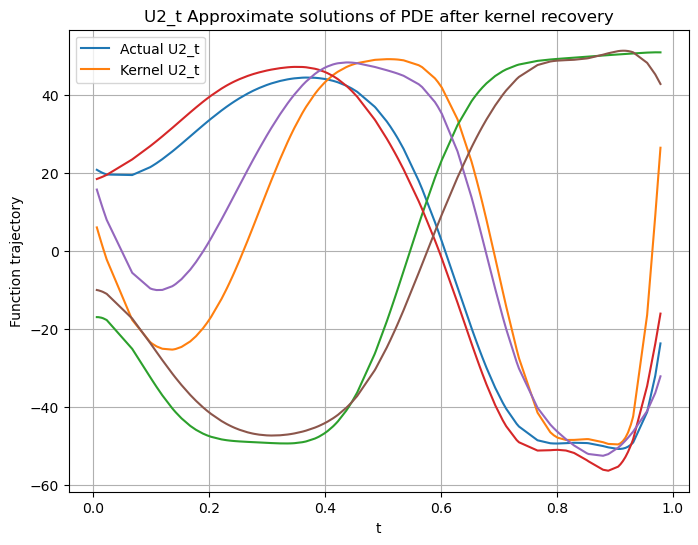 U2_t Approximate solutions of PDE after kernel recovery
Actual U2_t
Kernel U2_t
Function trajectory
40
20
0
−20
−40
−60
0.0 0.2 0.4 0.6 0.8 1.0
t